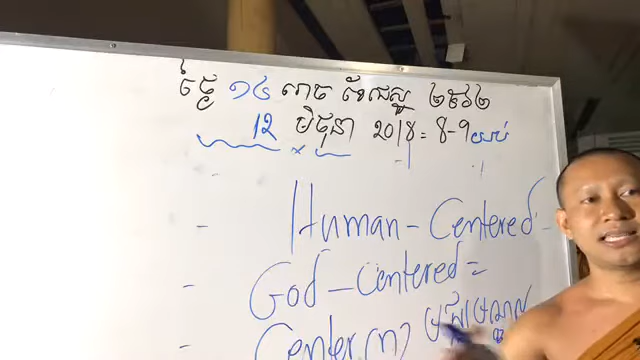 ថ្ងៃ ១៤ រោច ខែជេស្ឋ ២៥៦២
12 មិថុនា 2018 = 8-9 យប់
Human-Centered
God-Centered =
Center (n)